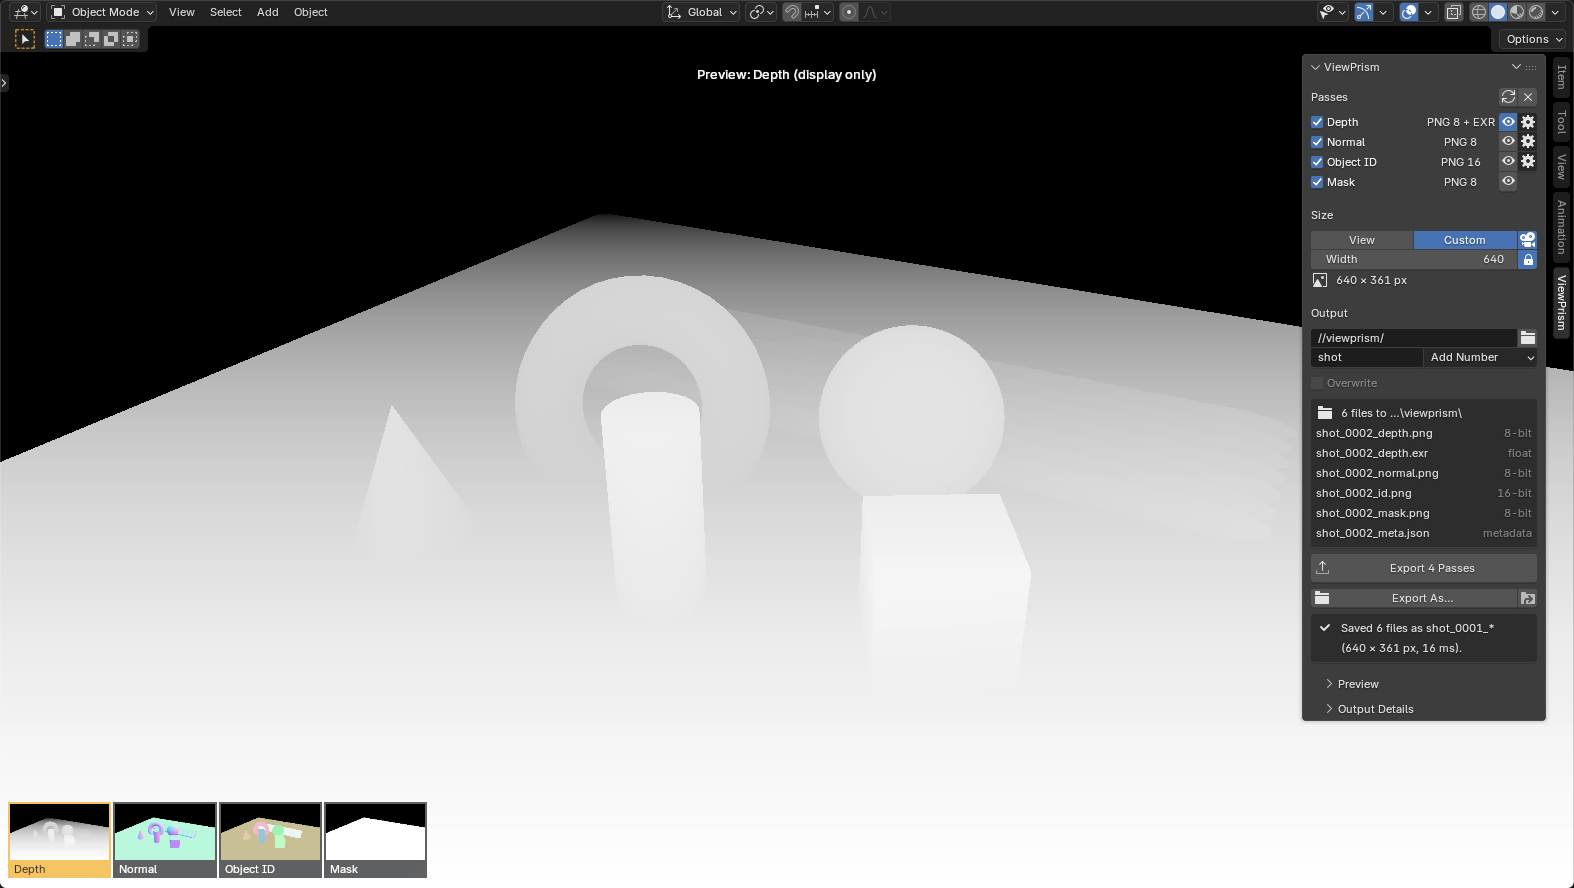 Object Mode View Select Add Object Global
Options
Preview: Depth (display only)
ViewPrism
Passes
Depth PNG 8 + EXR
Normal PNG 8
Object ID PNG 16
Mask PNG 8
Size
View Custom
Width 640
640 × 361 px
Output
//viewprism/
shot Add Number
Overwrite
6 files to ...\viewprism\
shot_0002_depth.png 8-bit
shot_0002_depth.exr float
shot_0002_normal.png 8-bit
shot_0002_id.png 16-bit
shot_0002_mask.png 8-bit
shot_0002_meta.json metadata
Export 4 Passes
Export As...
Saved 6 files as shot_0001_*
(640 × 361 px, 16 ms).
Preview
Output Details
Item
Tool
View
Animation
ViewPrism
Depth Normal Object ID Mask